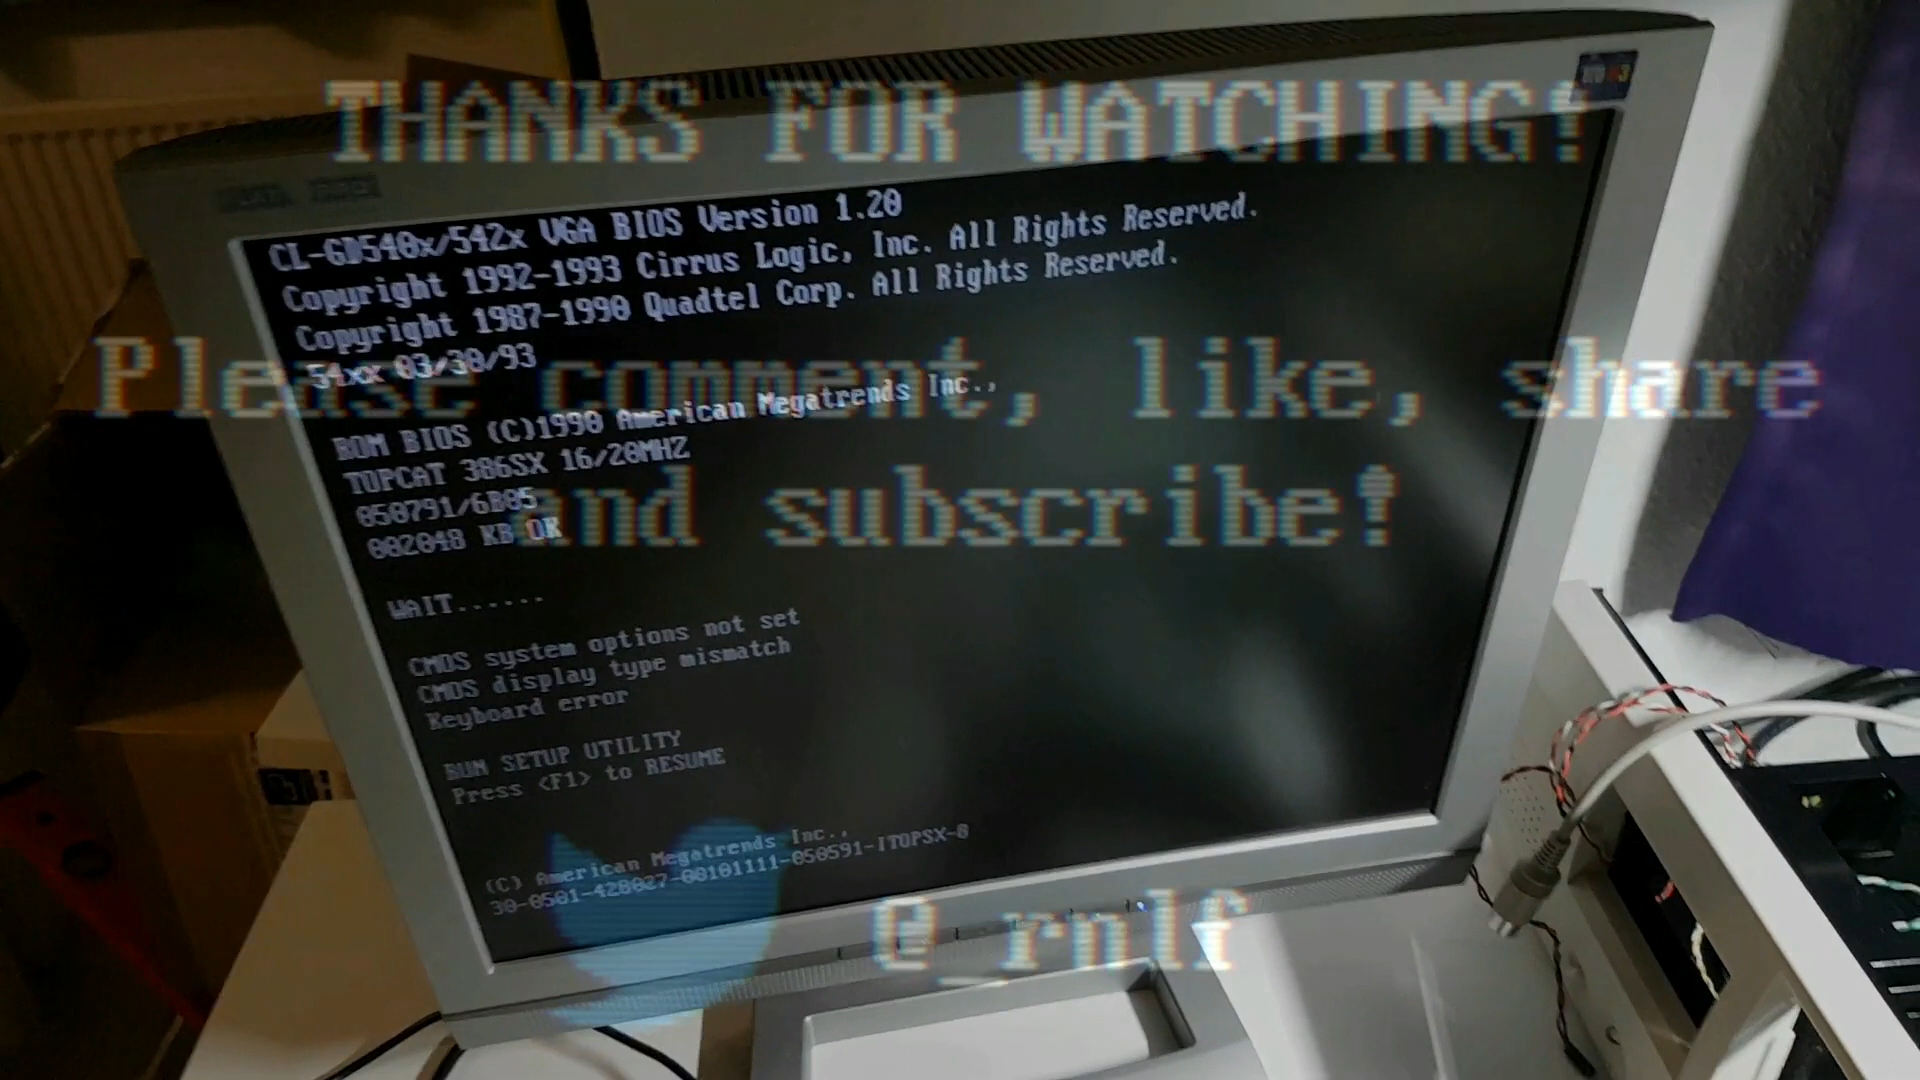 THANKS FOR WATCHING!
CL-GD540x/542x VGA BIOS Version 1.20
Copyright 1992-1993 Cirrus Logic, Inc. All Rights Reserved.
Copyright 1987-1990 Quadtel Corp. All Rights Reserved.
54xx 03/30/93
Please comment, like, share
and subscribe!
ROM BIOS (C)1990 American Megatrends Inc.,
TOPCAT 386SX 16/20MHZ
050791/6B05
002048 KB OK
WAIT......
CMOS system options not set
CMOS display type mismatch
Keyboard error
RUN SETUP UTILITY
Press <F1> to RESUME
(C) American Megatrends Inc.,
30-0501-428027-00101111-050591-ITOPSX-0
@_rnlf